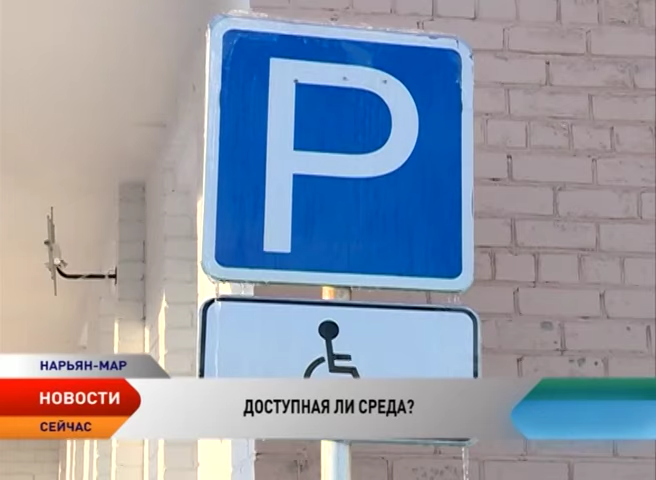 P
НАРЬЯН-МАР
НОВОСТИ
СЕЙЧАС
ДОСТУПНАЯ ЛИ СРЕДА?